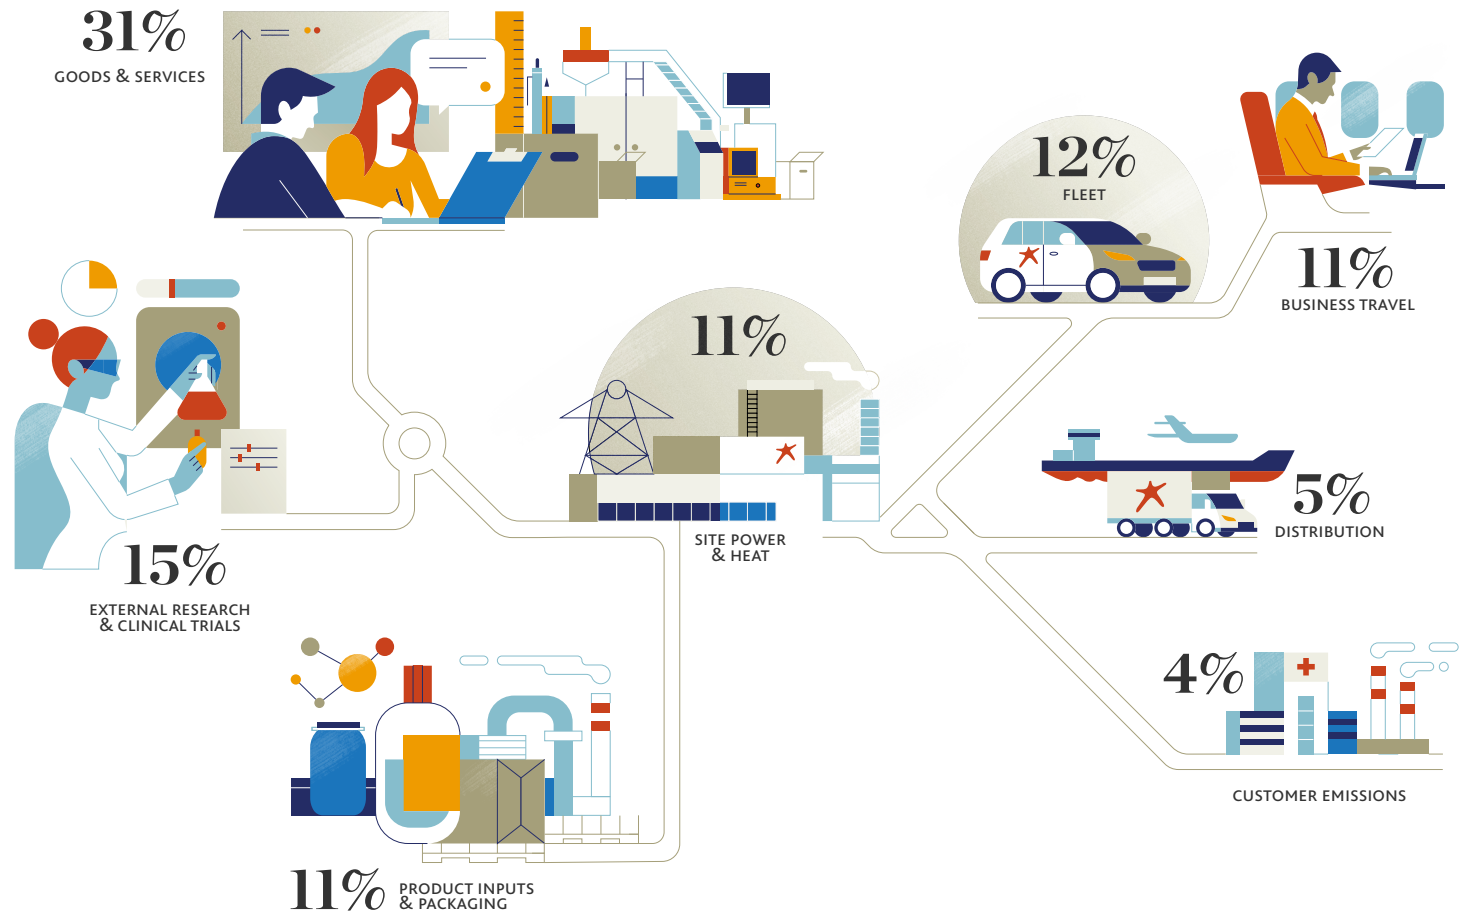 31%
GOODS & SERVICES
12%
FLEET
11%
BUSINESS TRAVEL
11%
SITE POWER
& HEAT
5%
DISTRIBUTION
15%
EXTERNAL RESEARCH
& CLINICAL TRIALS
4%
CUSTOMER EMISSIONS
11%
PRODUCT INPUTS
& PACKAGING